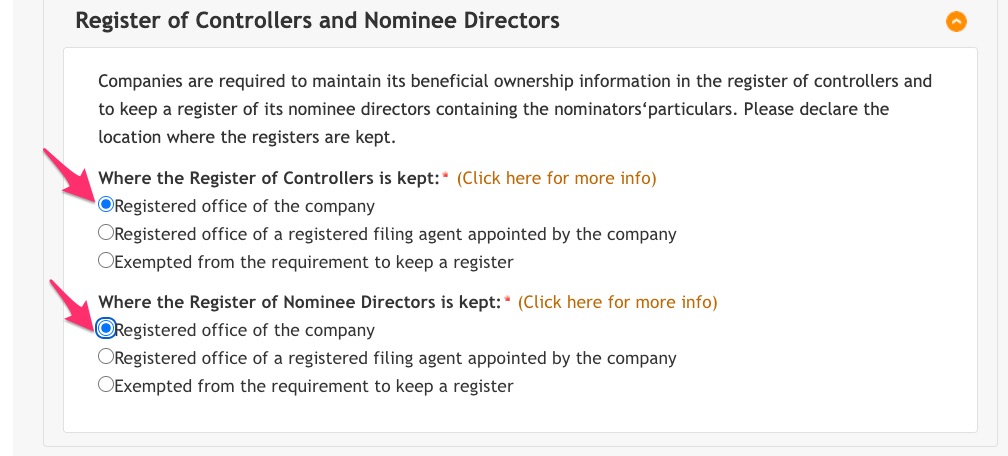 Register of Controllers and Nominee Directors
Companies are required to maintain its beneficial ownership information in the register of controllers and
to keep a register of its nominee directors containing the nominators‘particulars. Please declare the
location where the registers are kept.
Where the Register of Controllers is kept:* (Click here for more info)
Registered office of the company
Registered office of a registered filing agent appointed by the company
Exempted from the requirement to keep a register
Where the Register of Nominee Directors is kept:* (Click here for more info)
Registered office of the company
Registered office of a registered filing agent appointed by the company
Exempted from the requirement to keep a register